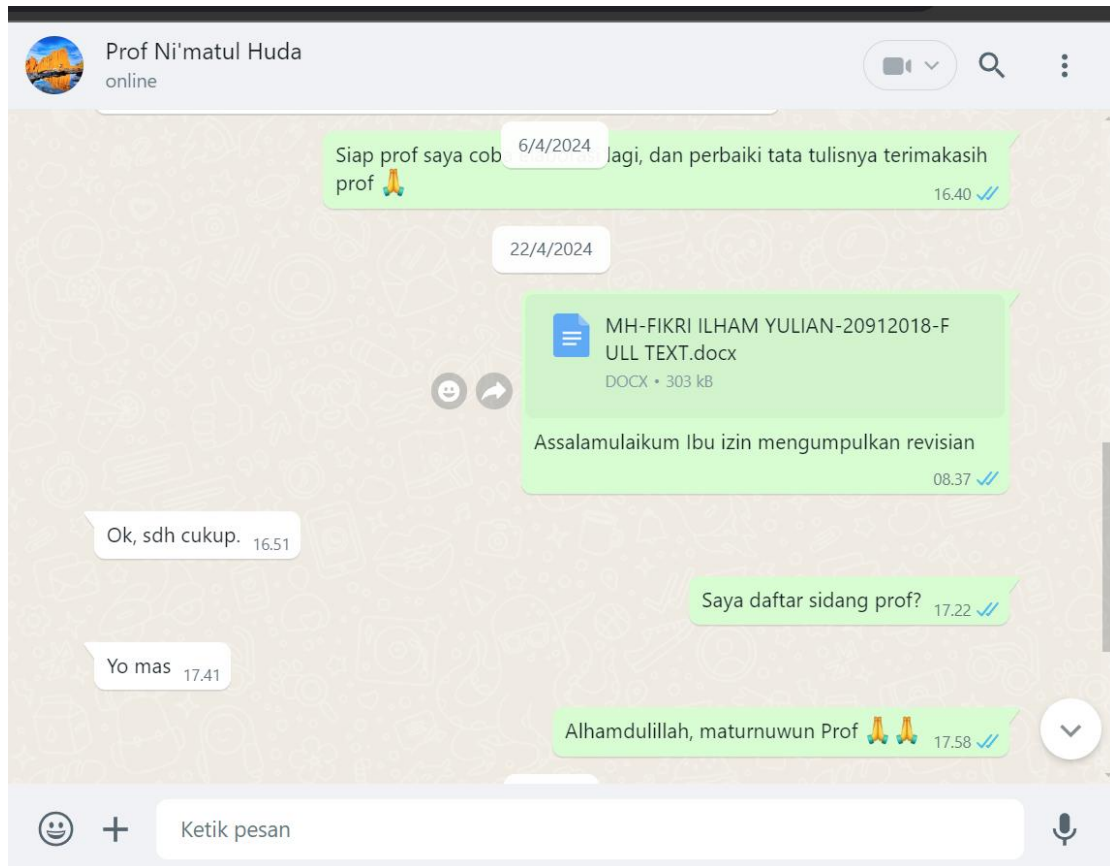 Prof Ni'matul Huda
online
6/4/2024
Siap prof saya coba lagi, dan perbaiki tata tulisnya terimakasih
prof 🙏
16.40
22/4/2024
MH-FIKRI ILHAM YULIAN-20912018-F
ULL TEXT.docx
DOCX • 303 kB
Assalamulaikum Ibu izin mengumpulkan revisian
08.37
Ok, sdh cukup. 16.51
Saya daftar sidang prof? 17.22
Yo mas 17.41
Alhamdulillah, maturnuwun Prof 🙏🙏 17.58
Ketik pesan